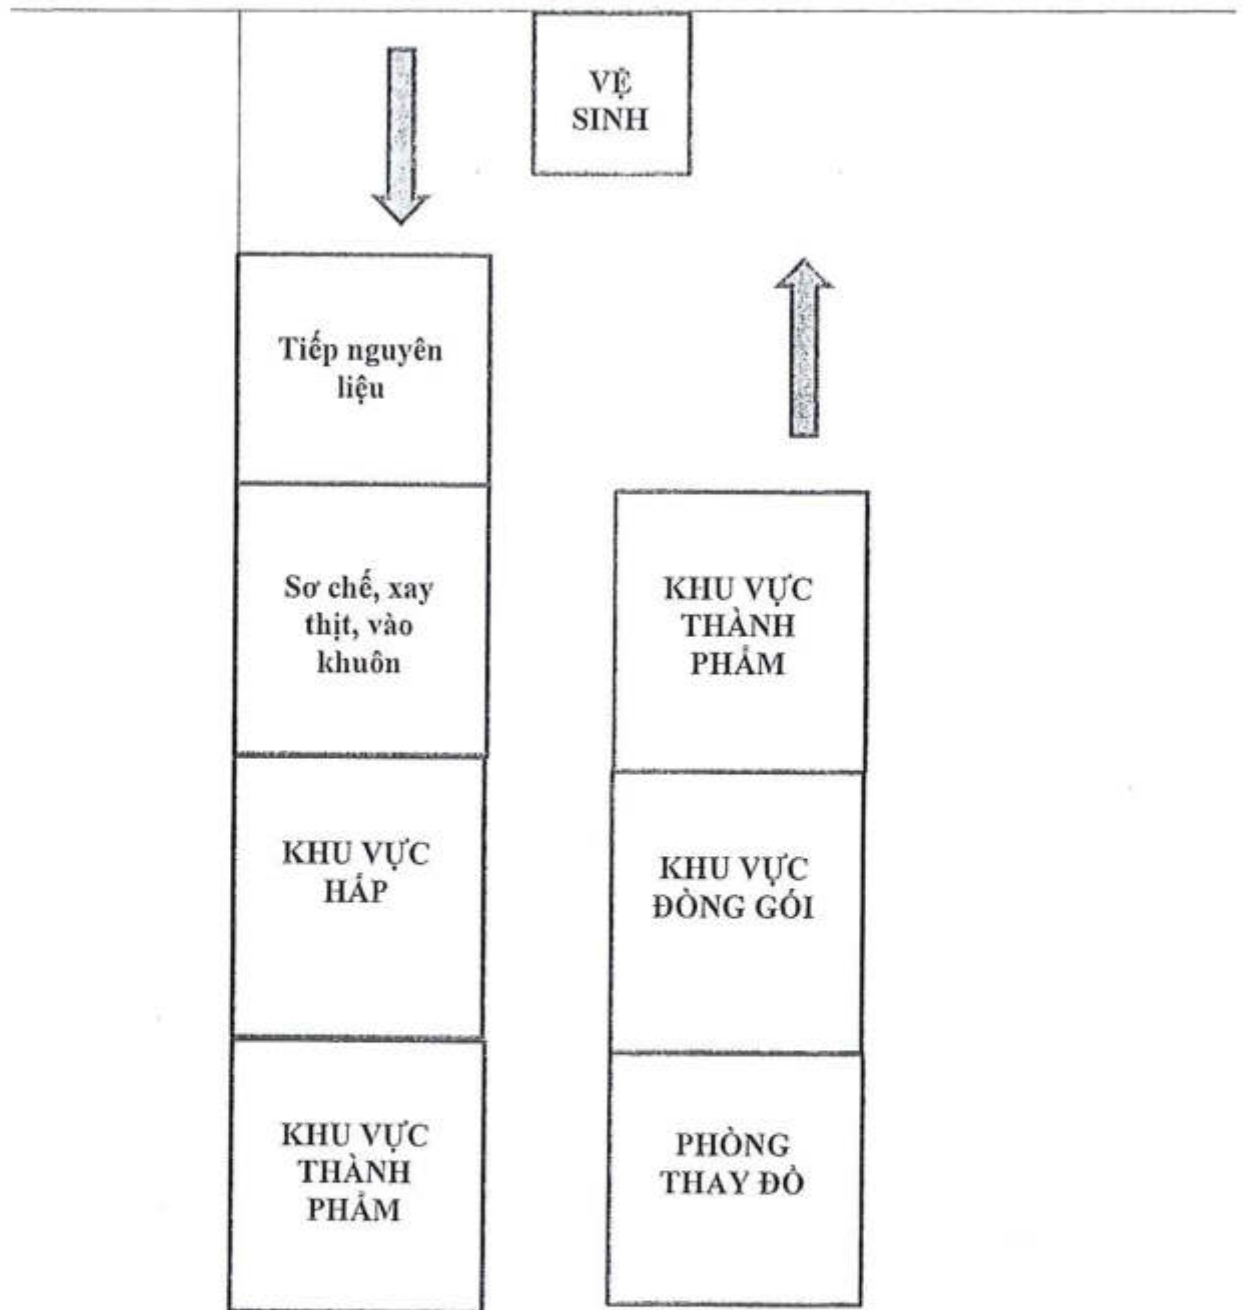 VỆ
SINH
Tiếp nguyên
liệu
Sơ chế, xay
thịt, vào
khuôn
KHU VỰC
HẤP
KHU VỰC
THÀNH
PHẨM
KHU VỰC
THÀNH
PHẨM
KHU VỰC
ĐÒNG GÓI
PHÒNG
THAY ĐỒ